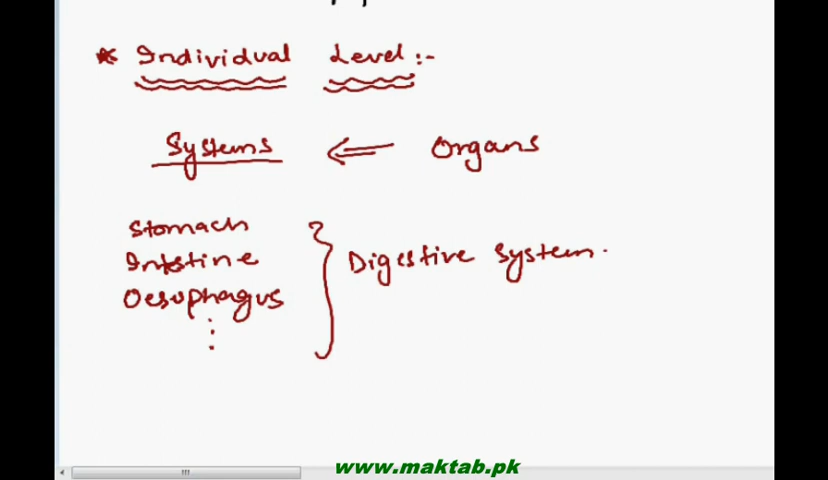 * Individual Level :-
Systems ⇐ Organs
Stomach
Intestine
Oesophagus
⋮
} Digestive System.
www.maktab.pk